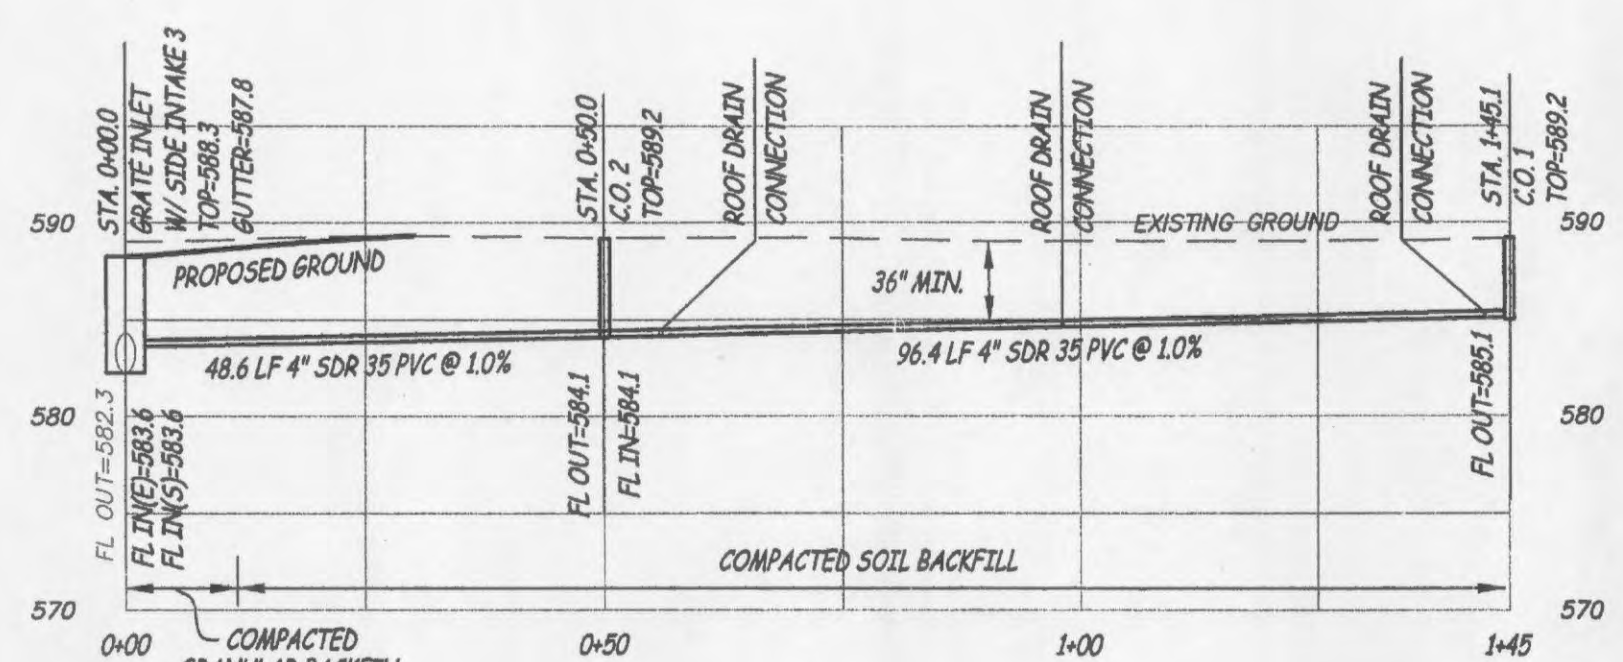 STA. 0+00.0
GRATE INLET
W/ SIDE INTAKE 3
TOP=588.3
GUTTER=587.8
STA. 0+50.0
C.O. 2
TOP=589.2
ROOF DRAIN
CONNECTION
ROOF DRAIN
CONNECTION
ROOF DRAIN
CONNECTION
STA. 1+45.1
C.O. 1
TOP=589.2
590
EXISTING GROUND
590
PROPOSED GROUND
36" MIN.
48.6 LF 4" SDR 35 PVC @ 1.0%
96.4 LF 4" SDR 35 PVC @ 1.0%
580
580
FL OUT=582.3
FL IN(E)=583.6
FL IN(S)=583.6
FL OUT=584.1
FL IN=584.1
FL OUT=585.1
COMPACTED SOIL BACKFILL
570
570
0+00
COMPACTED
0+50
1+00
1+45